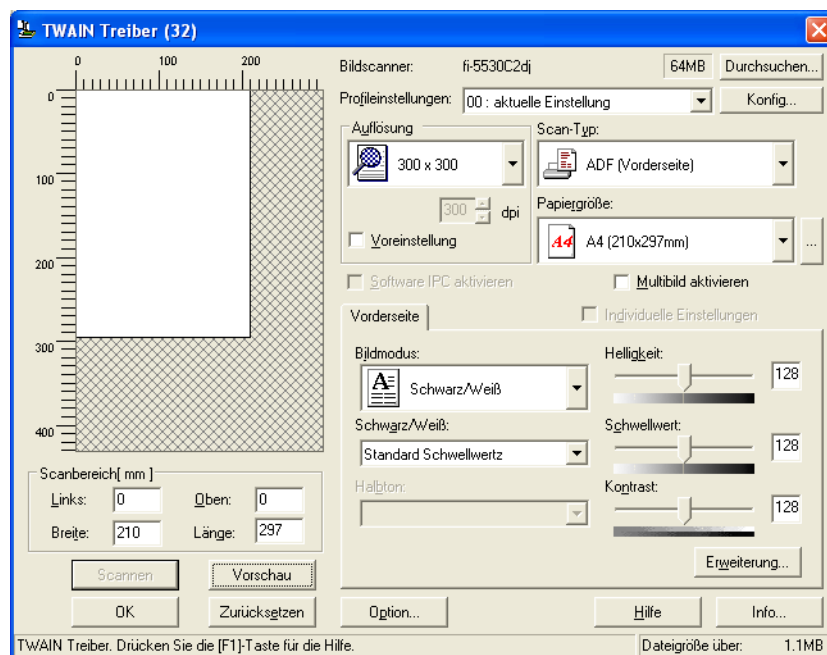 TWAIN Treiber (32)
0 100 200
0
100
200
300
400
Bildscanner: fi-5530C2dj 64MB Durchsuchen...
Profileinstellungen: 00 : aktuelle Einstellung Konfig...
Auflösung
300 x 300
300 dpi
Voreinstellung
Scan-Typ:
ADF (Vorderseite)
Papiergröße:
A4 A4 (210x297mm) ...
Software IPC aktivieren Multibild aktivieren
Vorderseite Individuelle Einstellungen
Bildmodus:
A Schwarz/Weiß
Schwarz/Weiß:
Standard Schwellwertz
Halbton:
Helligkeit:
128
Schwellwert:
128
Kontrast:
128
Erweiterung...
Scanbereich[ mm ]
Links: 0 Oben: 0
Breite: 210 Länge: 297
Scannen Vorschau
OK Zurücksetzen Option... Hilfe Info...
TWAIN Treiber. Drücken Sie die [F1]-Taste für die Hilfe. Dateigröße über: 1.1MB